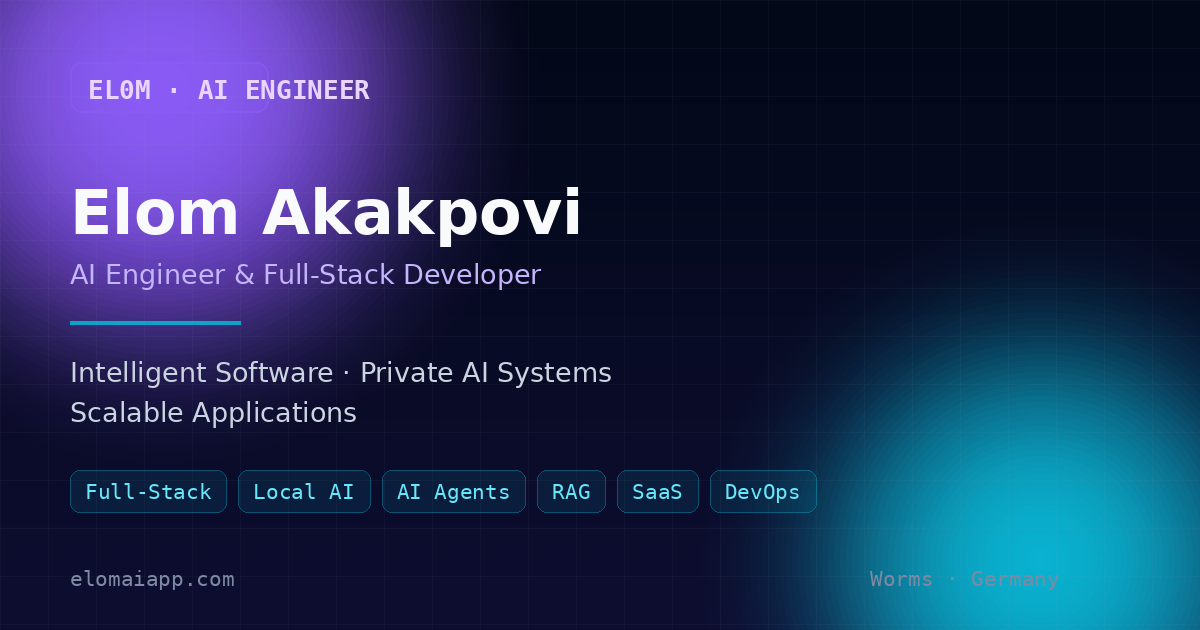 EL0M · AI ENGINEER
Elom Akakpovi
AI Engineer & Full-Stack Developer
Intelligent Software · Private AI Systems
Scalable Applications
Full-Stack Local AI AI Agents RAG SaaS DevOps
elomaiapp.com Worms · Germany